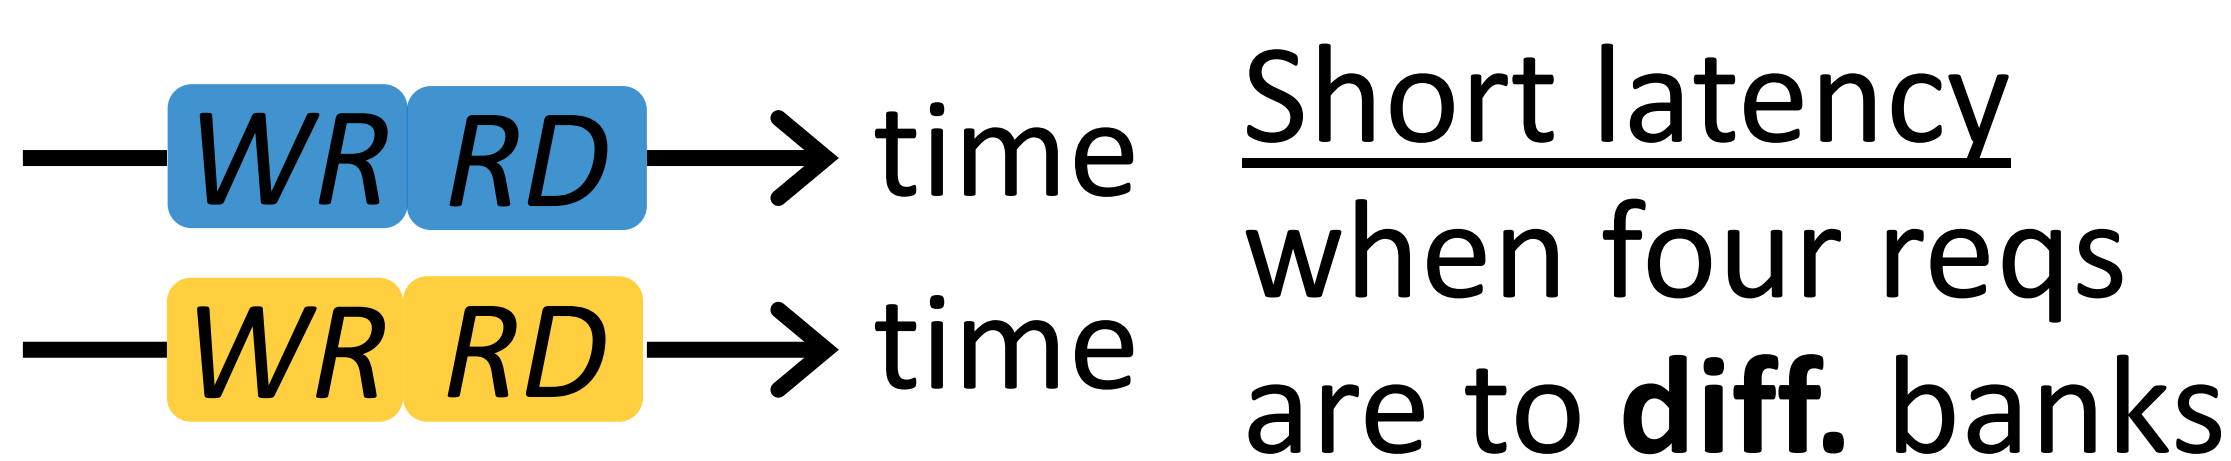 WR RD time
WR RD time
Short latency
when four reqs
are to diff. banks